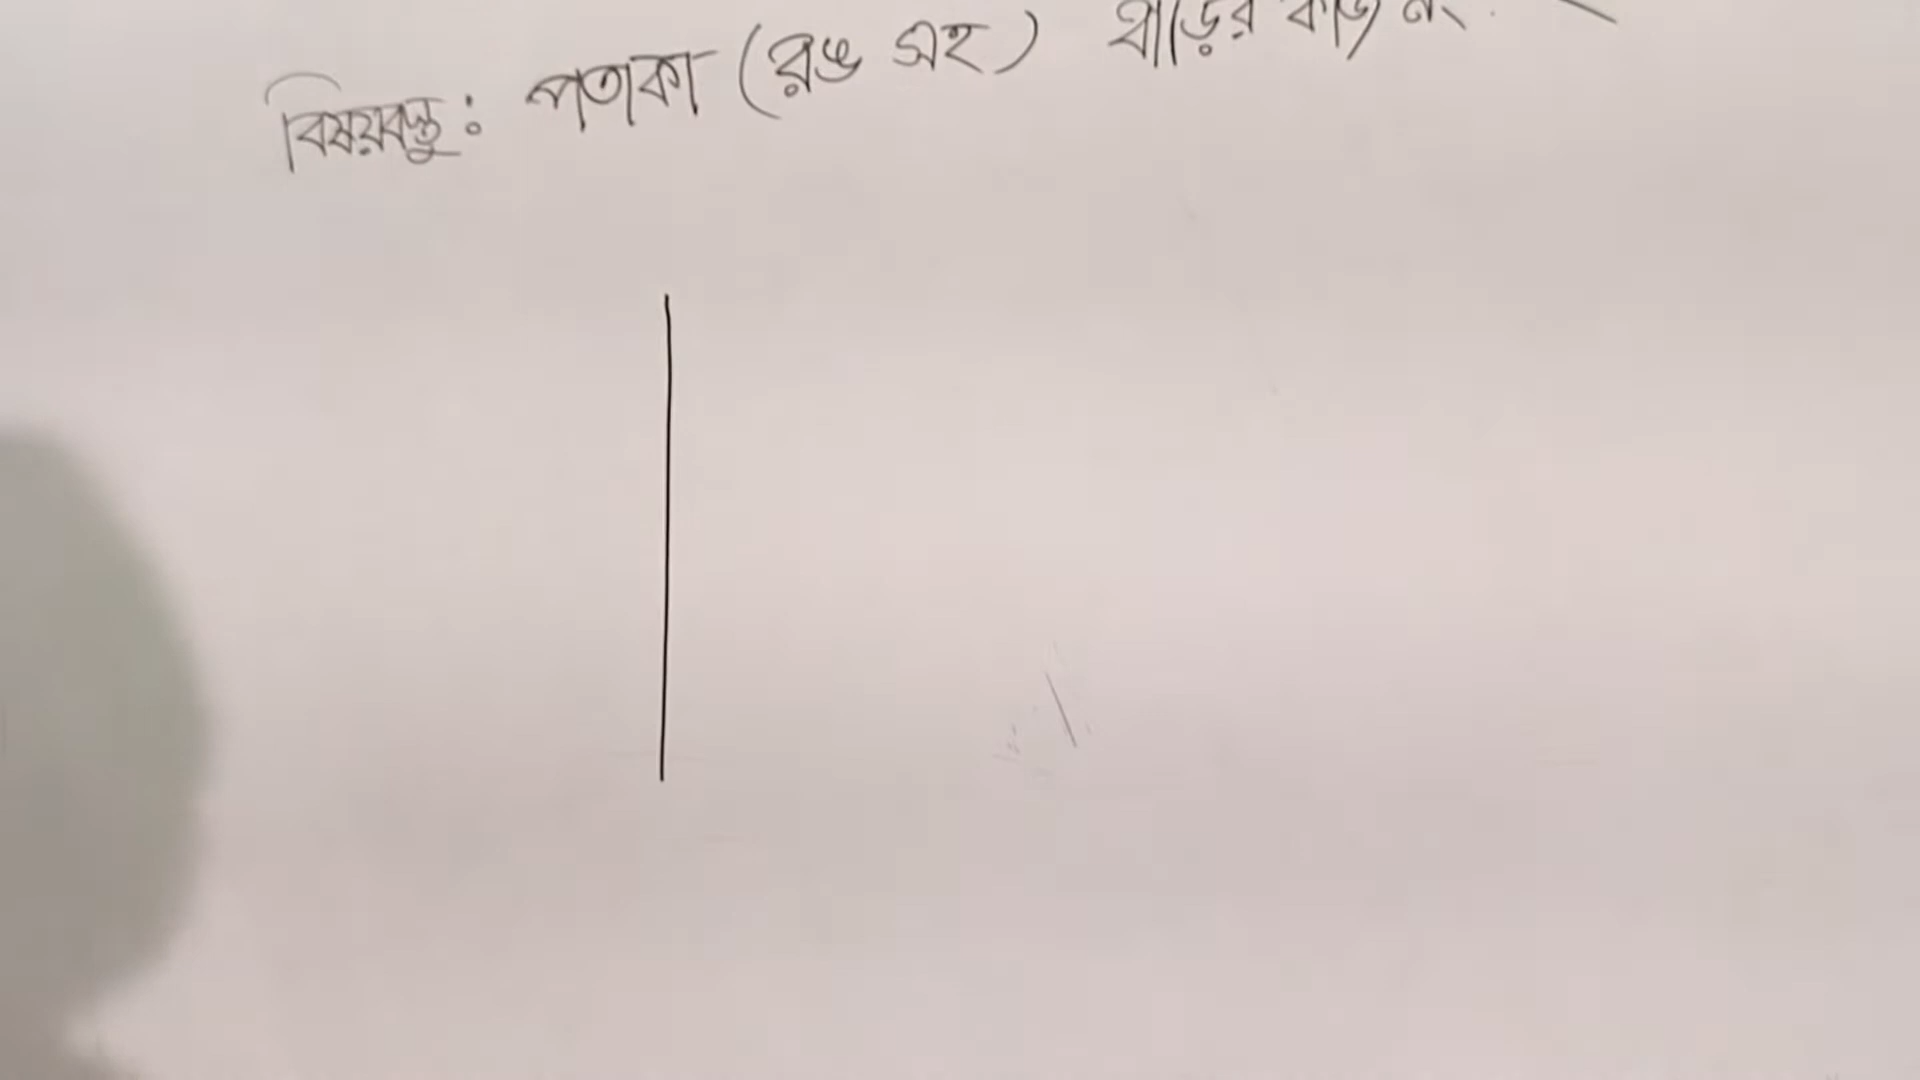 বিষয়বস্তু : পতাকা (রঙ সহ) বাড়ির কাজ নং